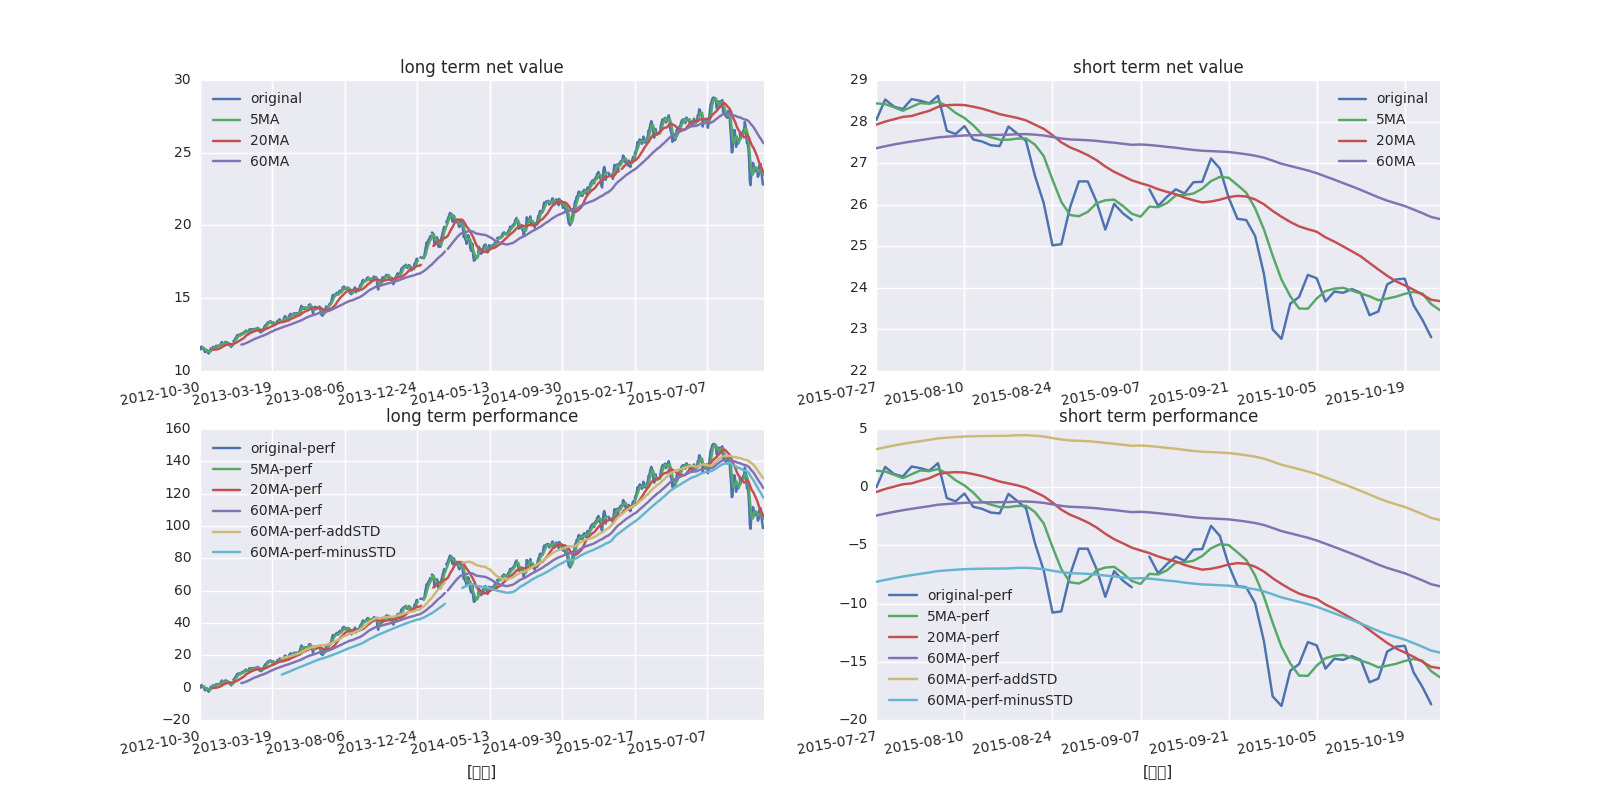 long term net value
30
25
20
15
10
original
5MA
20MA
60MA
2012-10-30
2013-03-19
2013-08-06
2013-12-24
2014-05-13
2014-09-30
2015-02-17
2015-07-07
short term net value
29
28
27
26
25
24
23
22
original
5MA
20MA
60MA
2015-07-27
2015-08-10
2015-08-24
2015-09-07
2015-09-21
2015-10-05
2015-10-19
long term performance
160
140
120
100
80
60
40
20
0
−20
original-perf
5MA-perf
20MA-perf
60MA-perf
60MA-perf-addSTD
60MA-perf-minusSTD
2012-10-30
2013-03-19
2013-08-06
2013-12-24
2014-05-13
2014-09-30
2015-02-17
2015-07-07
short term performance
5
0
−5
−10
−15
−20
original-perf
5MA-perf
20MA-perf
60MA-perf
60MA-perf-addSTD
60MA-perf-minusSTD
2015-07-27
2015-08-10
2015-08-24
2015-09-07
2015-09-21
2015-10-05
2015-10-19